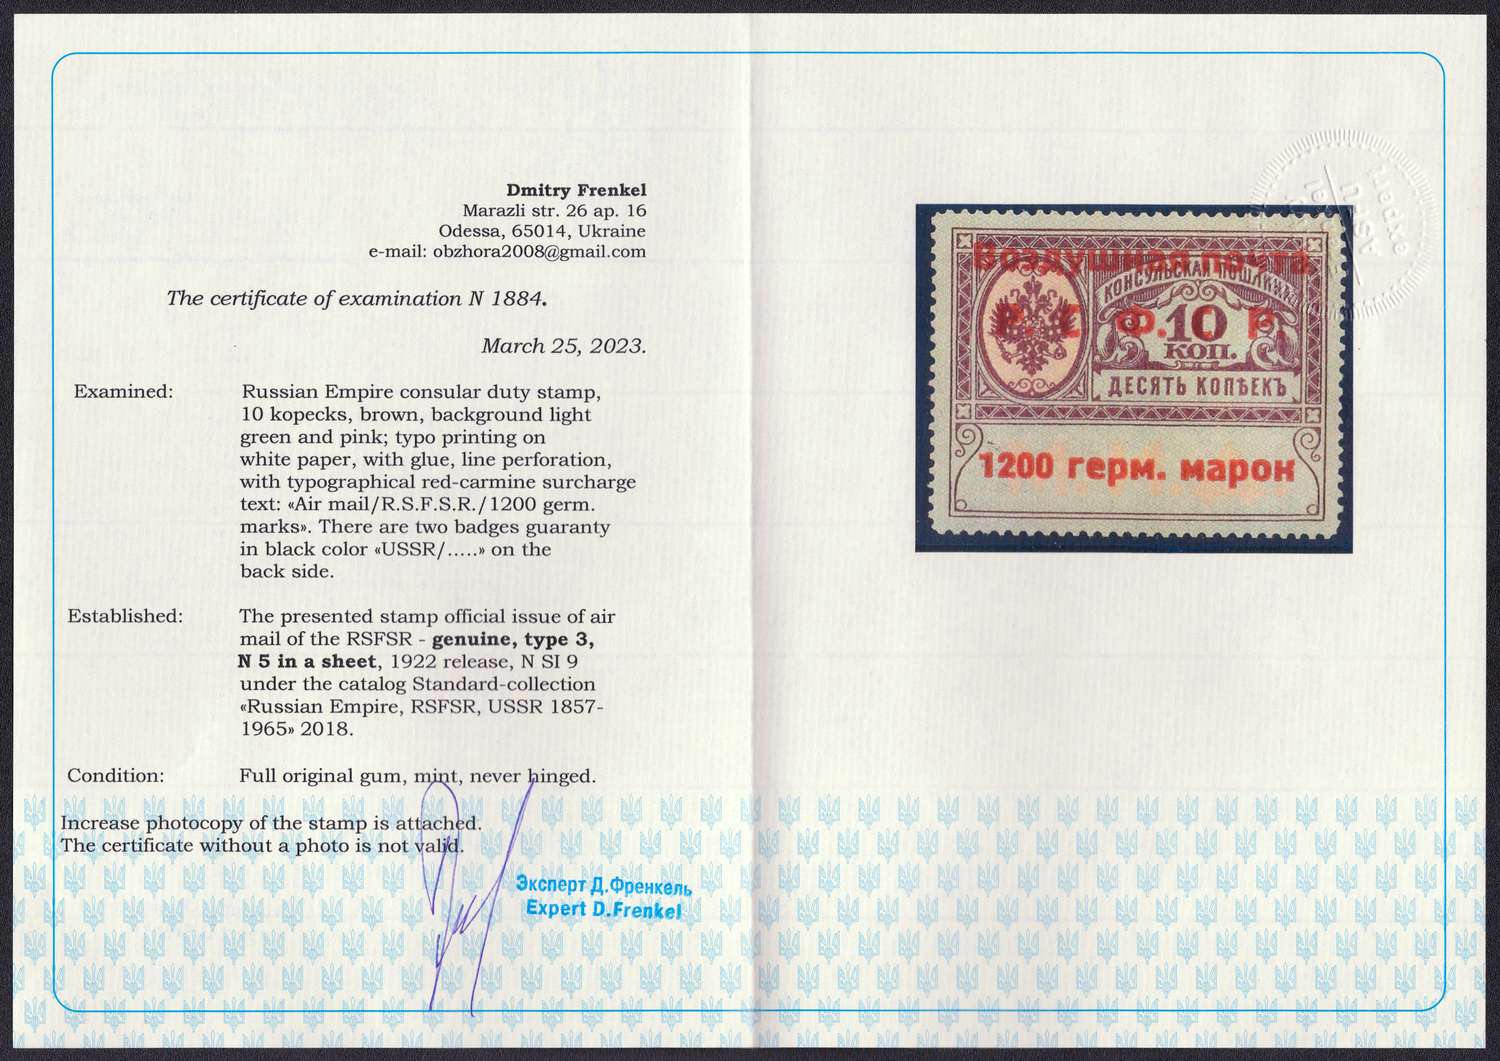 Dmitry Frenkel
Marazli str. 26 ap. 16
Odessa, 65014, Ukraine
e-mail: obzhora2008@gmail.com
The certificate of examination N 1884.
March 25, 2023.
Examined: Russian Empire consular duty stamp,
10 kopecks, brown, background light
green and pink; typo printing on
white paper, with glue, line perforation,
with typographical red-carmine surcharge
text: «Air mail/R.S.F.S.R./1200 germ.
marks». There are two badges guaranty
in black color «USSR/.....» on the
back side.
Established: The presented stamp official issue of air
mail of the RSFSR - genuine, type 3,
N 5 in a sheet, 1922 release, N SI 9
under the catalog Standard-collection
«Russian Empire, RSFSR, USSR 1857-
1965» 2018.
Condition: Full original gum, mint, never hinged.
Increase photocopy of the stamp is attached.
The certificate without a photo is not valid.
Эксперт Д.Френкель
Expert D.Frenkel
Воздушная почта
КОНСУЛЬСКАЯ ПОШЛИНА
Р. С. Ф. С. Р.
10
КОП.
ДЕСЯТЬ КОПѢЕКЪ
1200 герм. марок